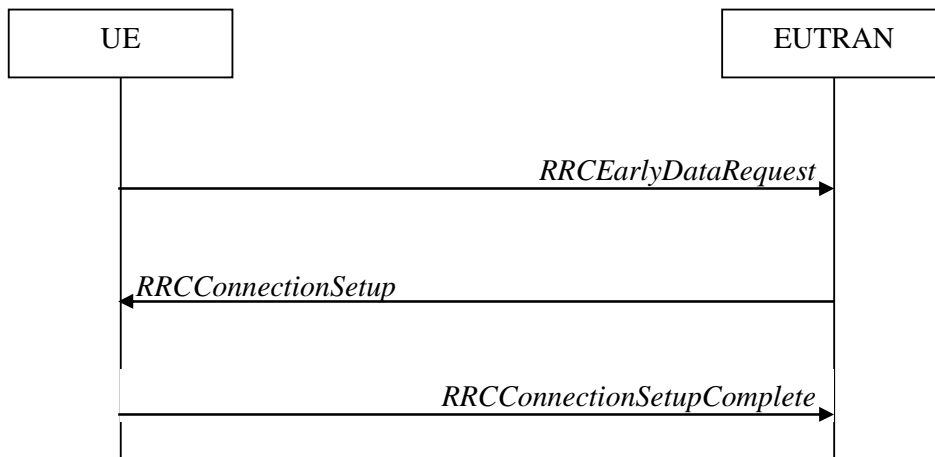 UE
EUTRAN
RRCEarlyDataRequest
RRCConnectionSetup
RRCConnectionSetupComplete